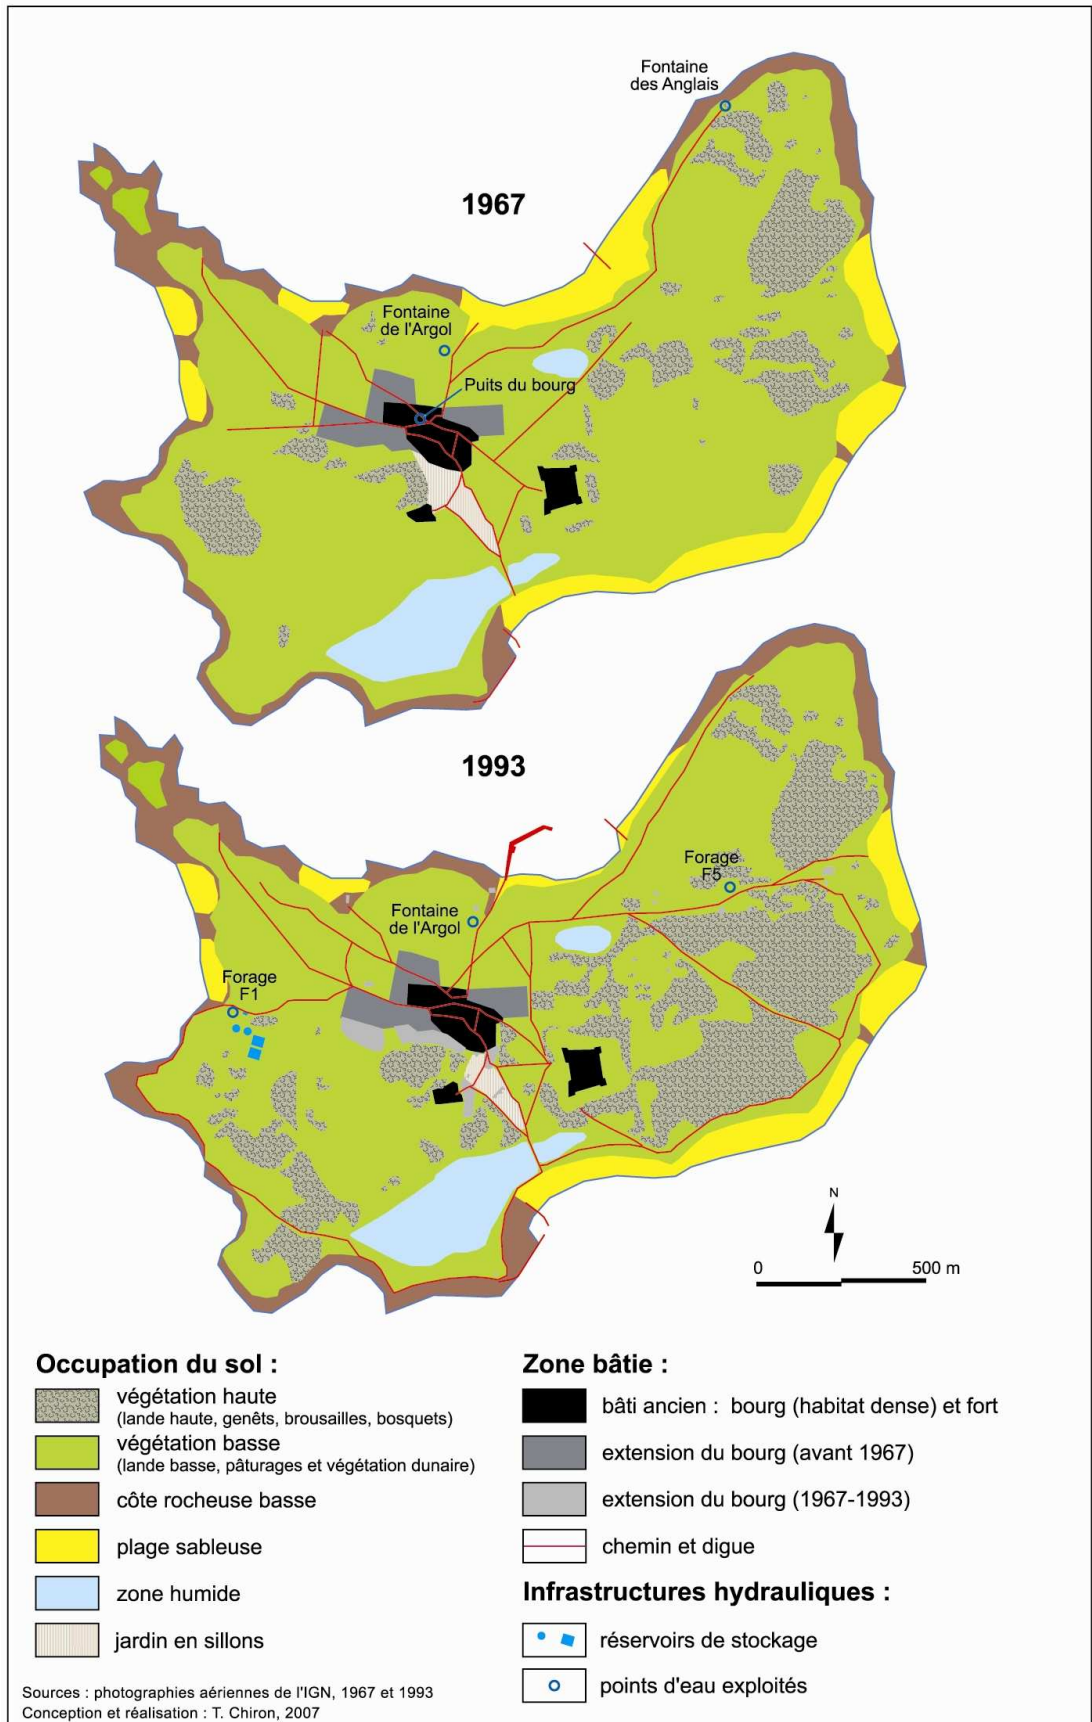 Fontaine
des Anglais
1967
Fontaine
de l'Argol
Puits du bourg
1993
Forage
F5
Fontaine
de l'Argol
Forage
F1
N
0 500 m
Occupation du sol :
végétation haute
(lande haute, genêts, brousailles, bosquets)
végétation basse
(lande basse, pâturages et végétation dunaire)
côte rocheuse basse
plage sableuse
zone humide
jardin en sillons
Sources : photographies aériennes de l'IGN, 1967 et 1993
Conception et réalisation : T. Chiron, 2007
Zone bâtie :
bâti ancien : bourg (habitat dense) et fort
extension du bourg (avant 1967)
extension du bourg (1967-1993)
chemin et digue
Infrastructures hydrauliques :
réservoirs de stockage
points d'eau exploités